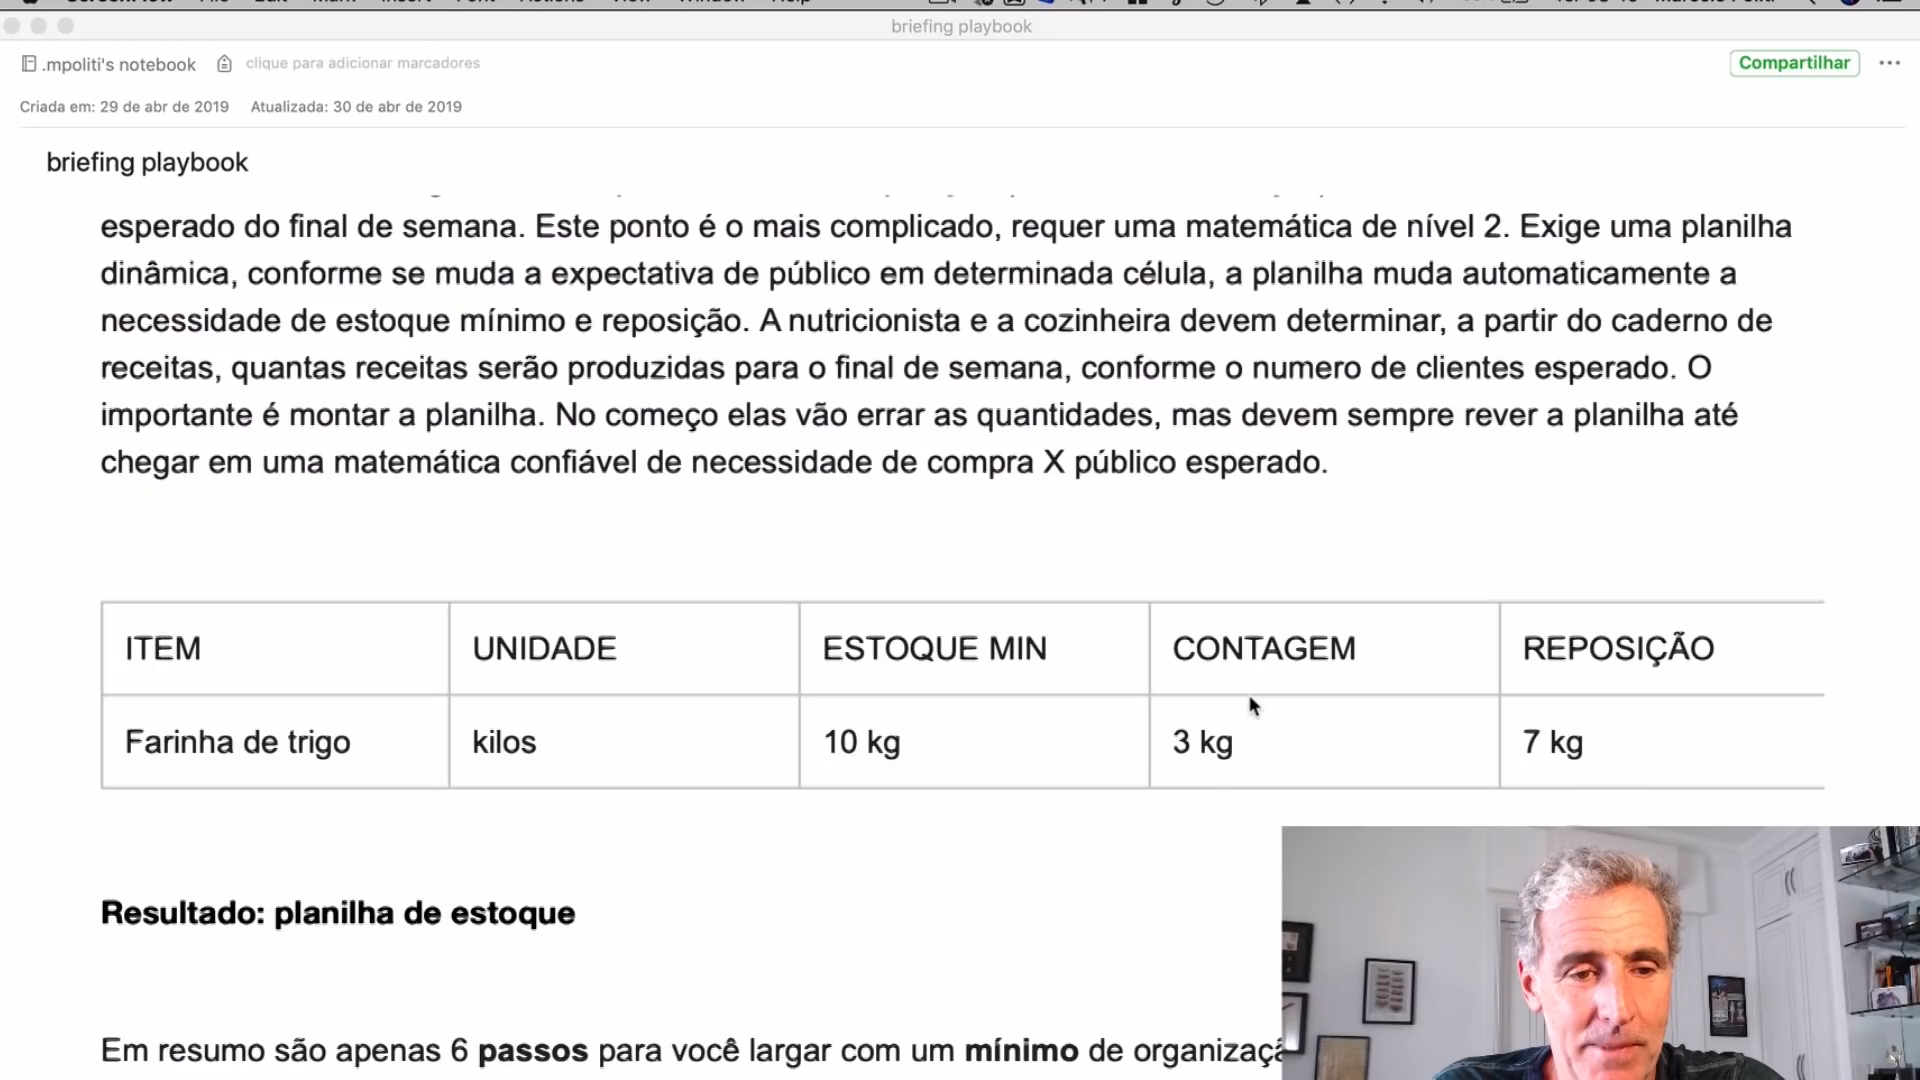 briefing playbook
.mpoliti's notebook clique para adicionar marcadores Compartilhar
Criada em: 29 de abr de 2019 Atualizada: 30 de abr de 2019
briefing playbook
esperado do final de semana. Este ponto é o mais complicado, requer uma matemática de nível 2. Exige uma planilha
dinâmica, conforme se muda a expectativa de público em determinada célula, a planilha muda automaticamente a
necessidade de estoque mínimo e reposição. A nutricionista e a cozinheira devem determinar, a partir do caderno de
receitas, quantas receitas serão produzidas para o final de semana, conforme o numero de clientes esperado. O
importante é montar a planilha. No começo elas vão errar as quantidades, mas devem sempre rever a planilha até
chegar em uma matemática confiável de necessidade de compra X público esperado.
ITEM UNIDADE ESTOQUE MIN CONTAGEM REPOSIÇÃO
Farinha de trigo kilos 10 kg 3 kg 7 kg
Resultado: planilha de estoque
Em resumo são apenas 6 passos para você largar com um mínimo de organizaçã